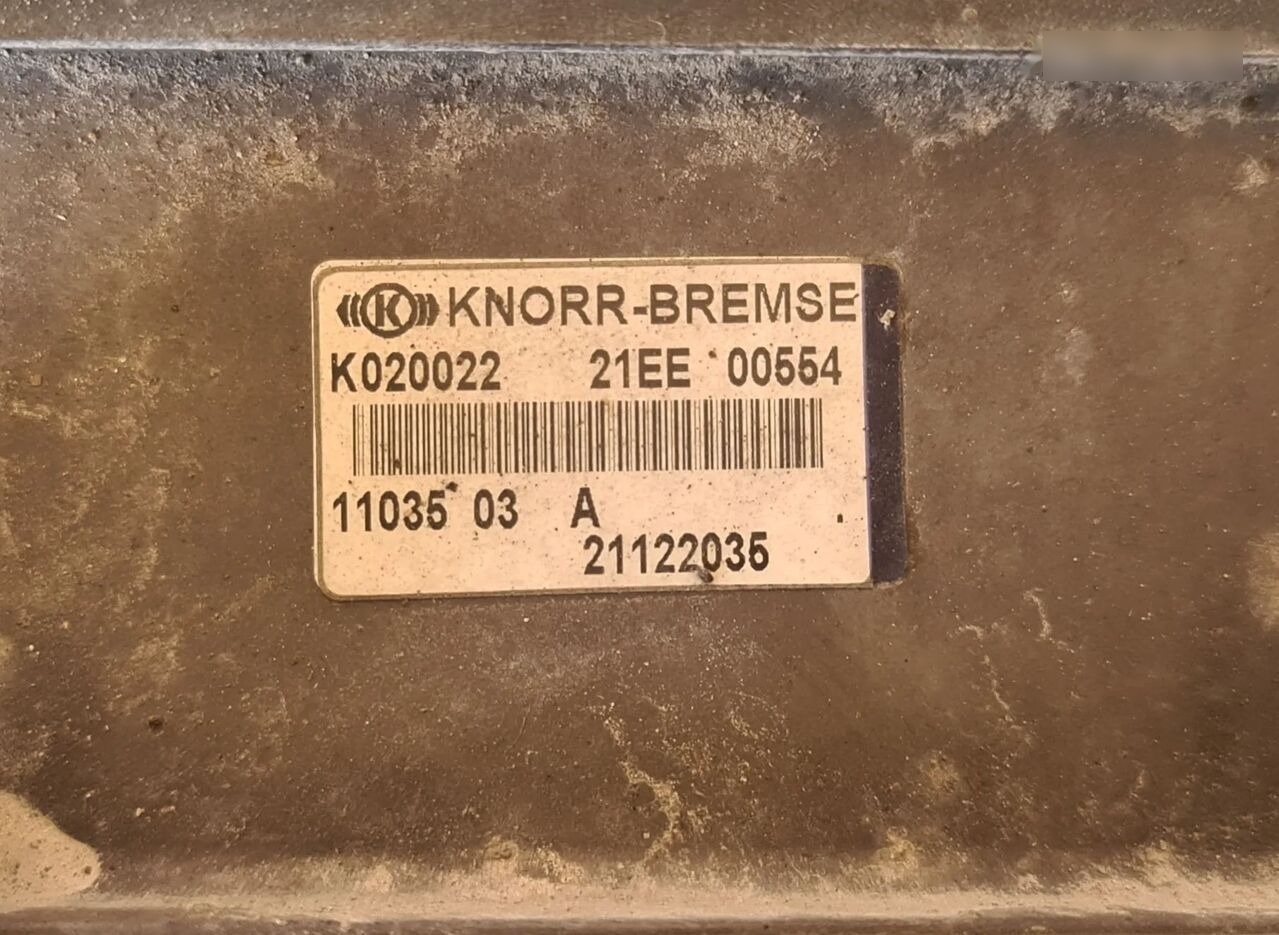 K KNORR-BREMSE
K020022 21EE 00554
11035 03 A
21122035